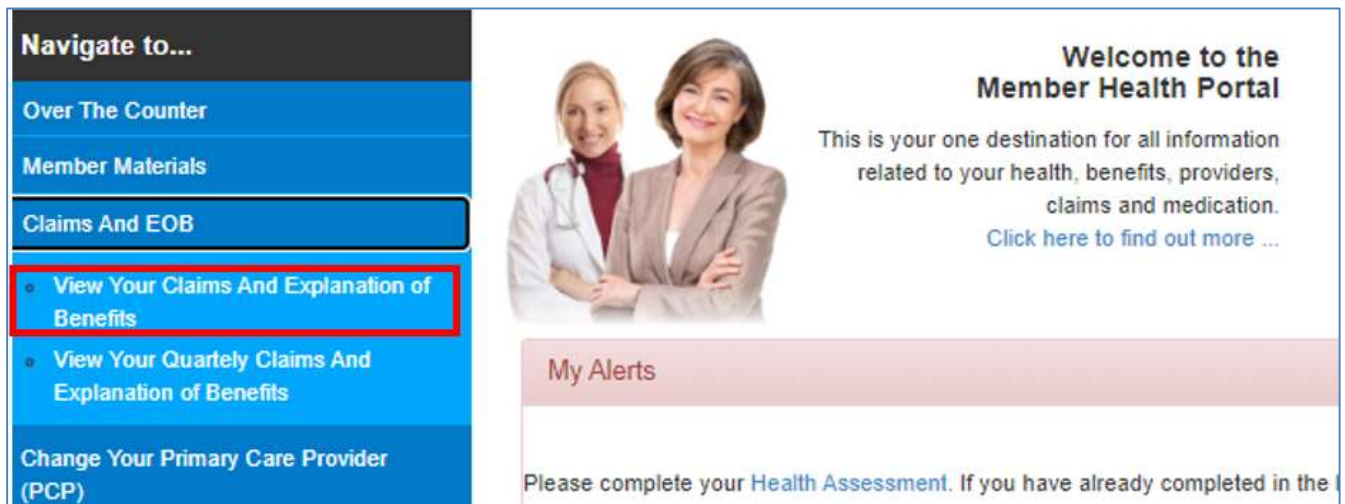 Navigate to...
Over The Counter
Member Materials
Claims And EOB
View Your Claims And Explanation of
Benefits
View Your Quartely Claims And
Explanation of Benefits
Change Your Primary Care Provider
(PCP)
Welcome to the
Member Health Portal
This is your one destination for all information
related to your health, benefits, providers,
claims and medication.
Click here to find out more ...
My Alerts
Please complete your Health Assessment. If you have already completed in the